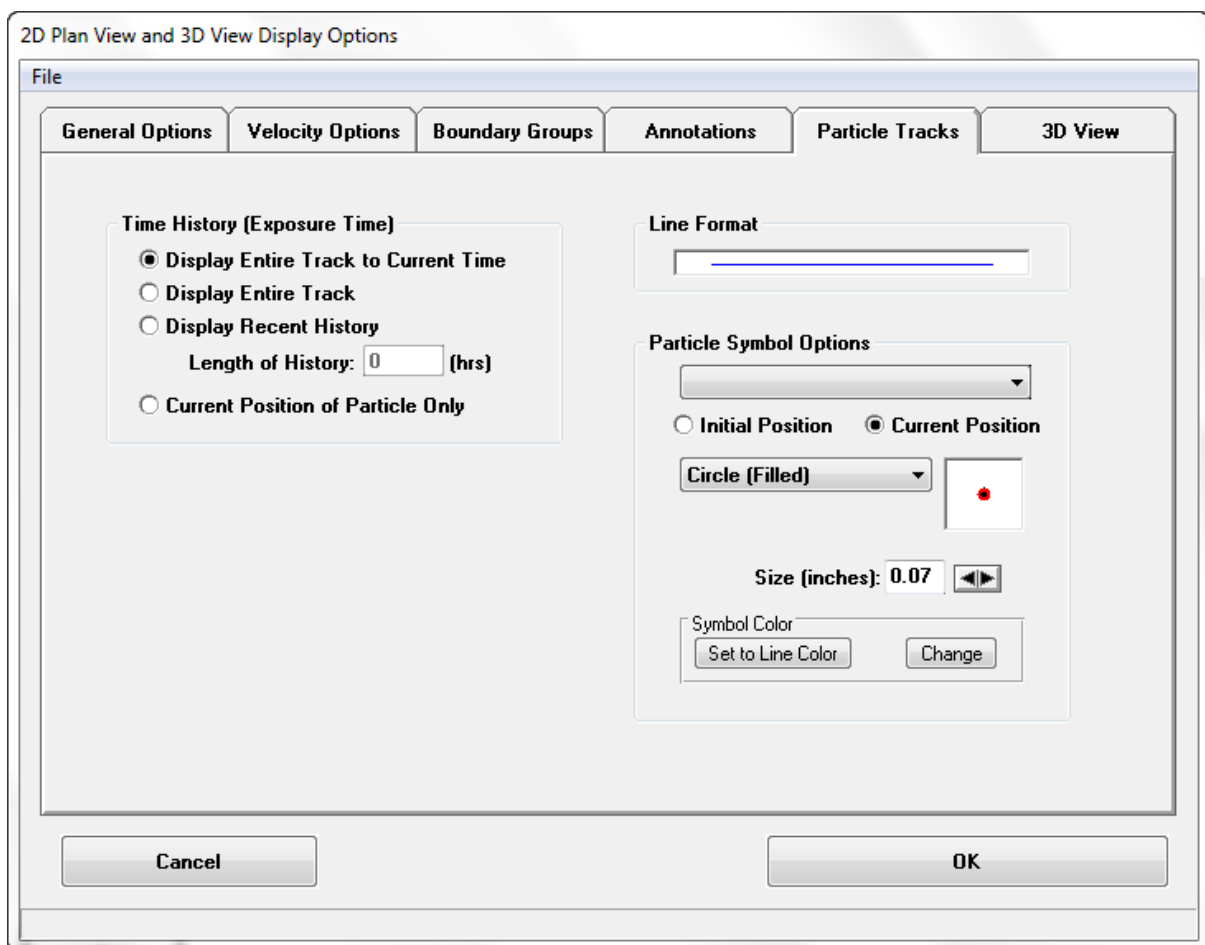 2D Plan View and 3D View Display Options
File
General Options
Velocity Options
Boundary Groups
Annotations
Particle Tracks
3D View
Time History (Exposure Time)
Display Entire Track to Current Time
Display Entire Track
Display Recent History
Length of History: 0 (hrs)
Current Position of Particle Only
Line Format
Particle Symbol Options
Initial Position
Current Position
Circle (Filled)
Size (inches): 0.07
Symbol Color
Set to Line Color
Change
Cancel
OK